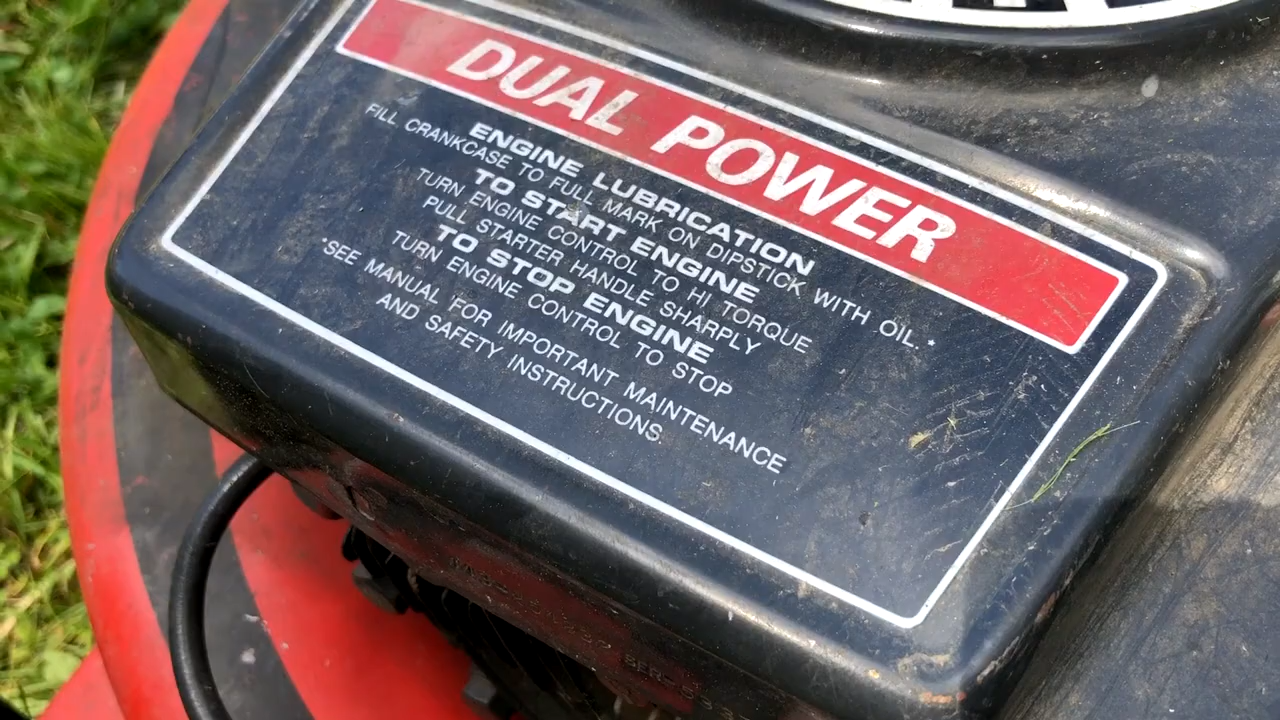 DUAL POWER
ENGINE LUBRICATION
FILL CRANKCASE TO FULL MARK ON DIPSTICK WITH OIL.*
TO START ENGINE
TURN ENGINE CONTROL TO HI TORQUE
PULL STARTER HANDLE SHARPLY
TO STOP ENGINE
TURN ENGINE CONTROL TO STOP
*SEE MANUAL FOR IMPORTANT MAINTENANCE
AND SAFETY INSTRUCTIONS